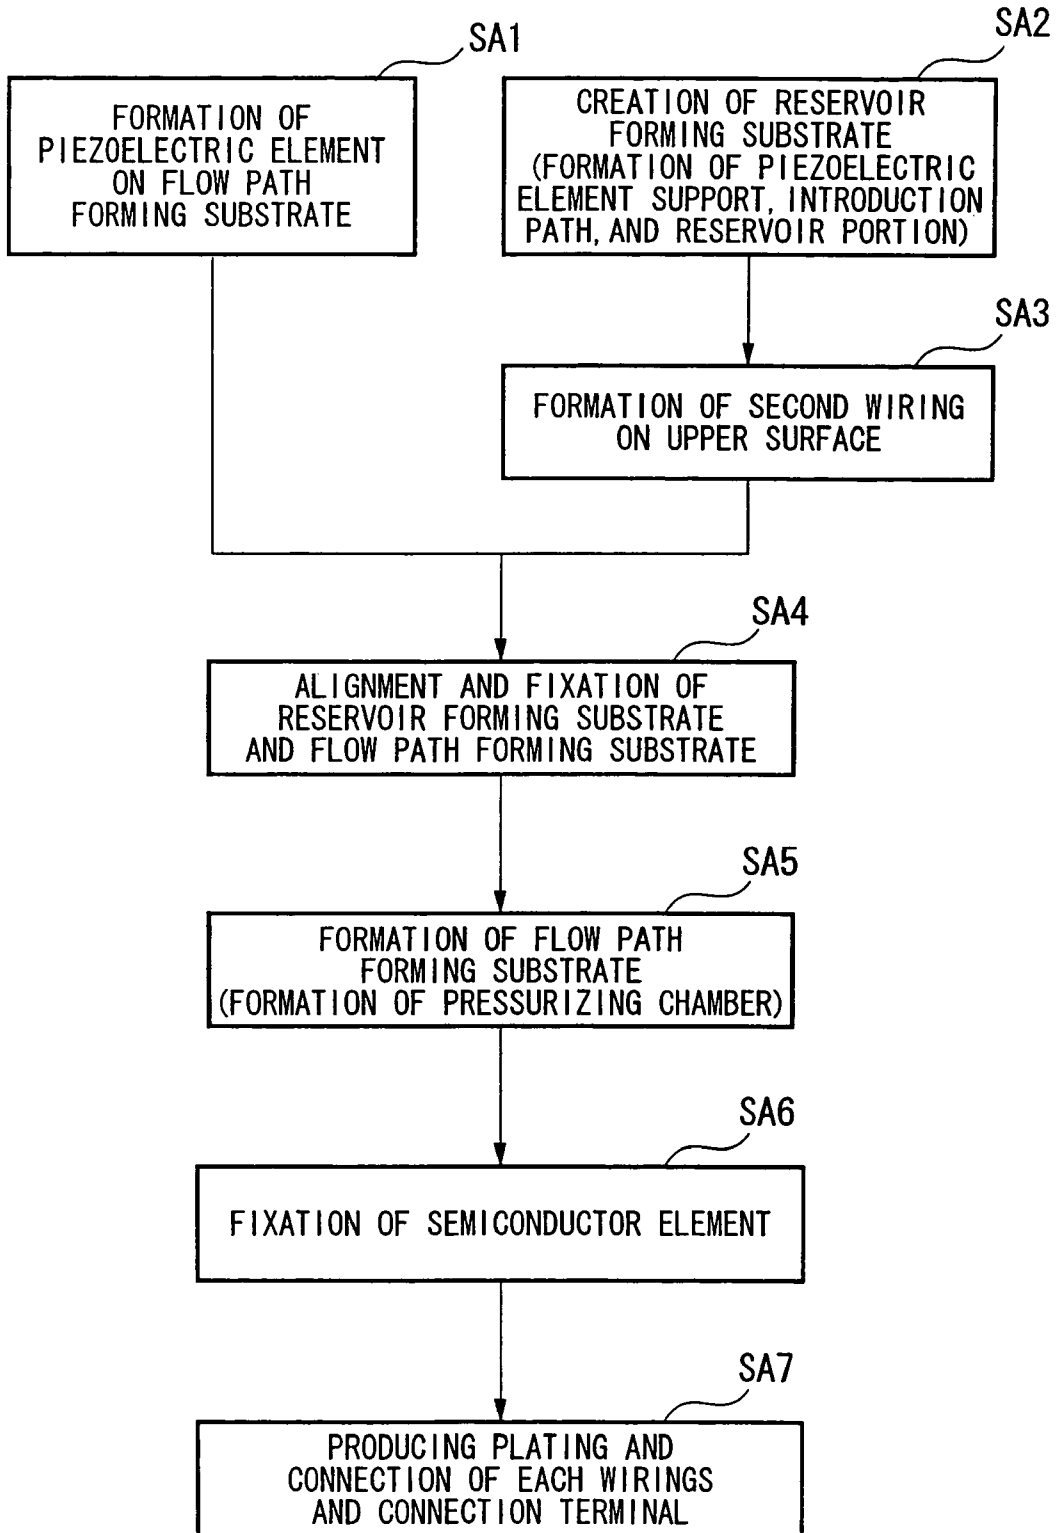 SA1
FORMATION OF
PIEZOELECTRIC ELEMENT
ON FLOW PATH
FORMING SUBSTRATE
SA2
CREATION OF RESERVOIR
FORMING SUBSTRATE
(FORMATION OF PIEZOELECTRIC
ELEMENT SUPPORT, INTRODUCTION
PATH, AND RESERVOIR PORTION)
SA3
FORMATION OF SECOND WIRING
ON UPPER SURFACE
SA4
ALIGNMENT AND FIXATION OF
RESERVOIR FORMING SUBSTRATE
AND FLOW PATH FORMING SUBSTRATE
SA5
FORMATION OF FLOW PATH
FORMING SUBSTRATE
(FORMATION OF PRESSURIZING CHAMBER)
SA6
FIXATION OF SEMICONDUCTOR ELEMENT
SA7
PRODUCING PLATING AND
CONNECTION OF EACH WIRINGS
AND CONNECTION TERMINAL